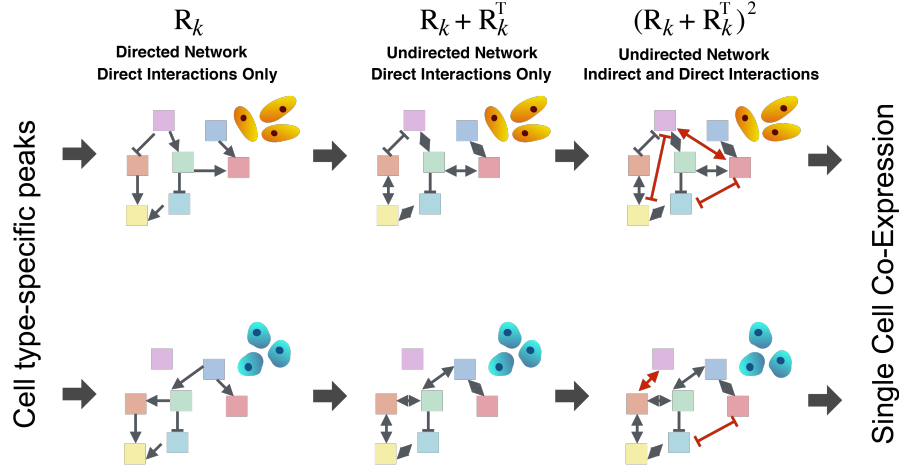 R_k
Directed Network
Direct Interactions Only
R_k + R_k^T
Undirected Network
Direct Interactions Only
(R_k + R_k^T)^2
Undirected Network
Indirect and Direct Interactions
Cell type-specific peaks
Single Cell Co-Expression